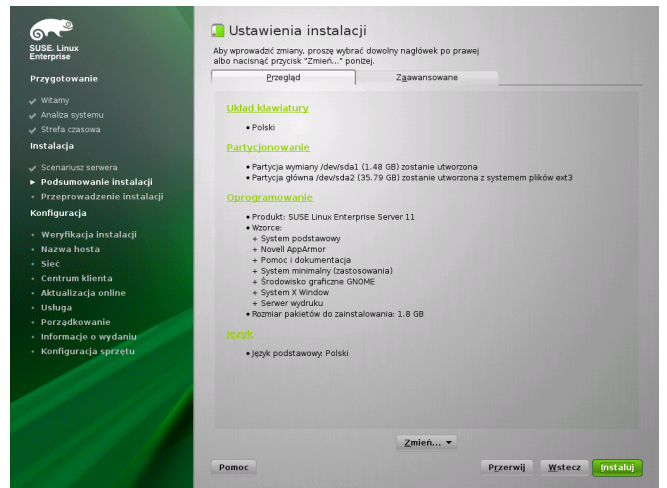 SUSE. Linux
Enterprise
Przygotowanie
Witamy
Analiza systemu
Strefa czasowa
Instalacja
Scenariusz serwera
Podsumowanie instalacji
Przeprowadzenie instalacji
Konfiguracja
Weryfikacja instalacji
Nazwa hosta
Sieć
Centrum klienta
Aktualizacja online
Usługa
Porządkowanie
Informacje o wydaniu
Konfiguracja sprzętu
Ustawienia instalacji
Aby wprowadzić zmiany, proszę wybrać dowolny nagłówek po prawej
albo nacisnąć przycisk "Zmień..." poniżej.
Przegląd
Zaawansowane
Układ klawiatury
• Polski
Partycjonowanie
• Partycja wymiany /dev/sda1 (1.48 GB) zostanie utworzona
• Partycja główna /dev/sda2 (35.79 GB) zostanie utworzona z systemem plików ext3
Oprogramowanie
• Produkt: SUSE Linux Enterprise Server 11
• Wzorce:
+ System podstawowy
+ Novell AppArmor
+ Pomoc i dokumentacja
+ System minimalny (zastosowania)
+ Środowisko graficzne GNOME
+ System X Window
+ Serwer wydruku
• Rozmiar pakietów do zainstalowania: 1.8 GB
Język
• Język podstawowy: Polski
Zmień...
Pomoc
Przerwij
Wstecz
Instaluj